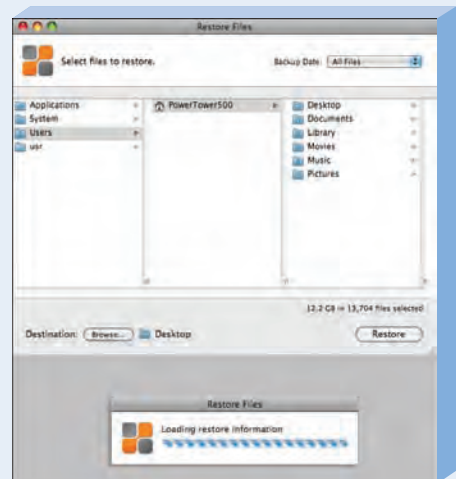 Restore Files
Select files to restore.
Backup Date: All Files
Applications
System
Users
usr
PowerTower500
Desktop
Documents
Library
Movies
Music
Pictures
12.2 GB in 13,704 files selected
Destination: Browse... Desktop
Restore
Restore Files
Loading restore information